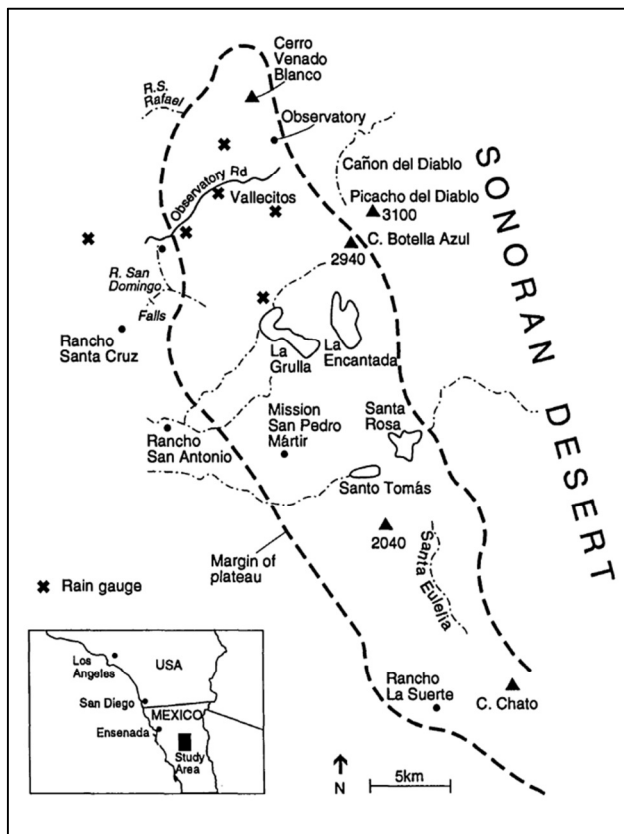 Cerro
Venado
Blanco
R.S.
Rafael
Observatory
Cañon del Diablo
Observatory Rd
Vallecitos
Picacho del Diablo
3100
C. Botella Azul
2940
R. San
Domingo
Falls
Rancho
Santa Cruz
La
Grulla
La
Encantada
Mission
San Pedro
Mártir
Santa
Rosa
Rancho
San Antonio
Santo Tomás
2040
Santa Eulelia
Margin of
plateau
SONORAN DESERT
Rain gauge
Rancho
La Suerte
C. Chato
Los
Angeles
USA
San Diego
MEXICO
Ensenada
Study
Area
N
5km